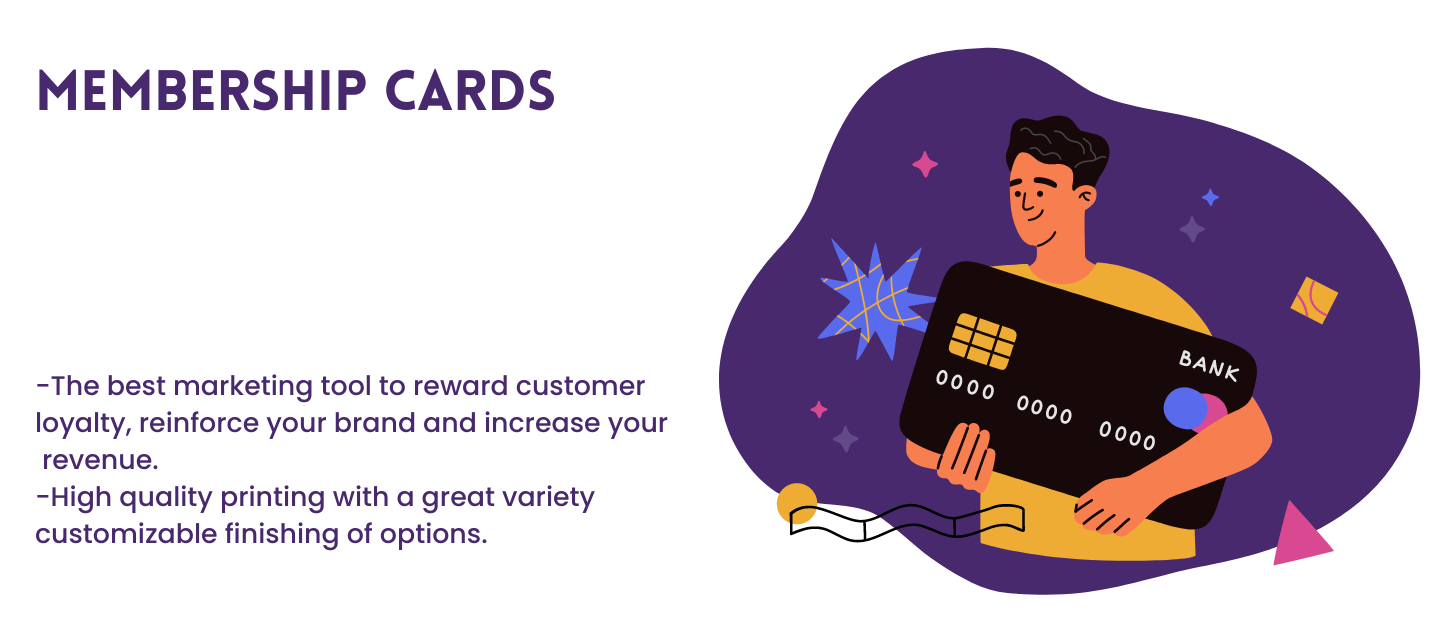 MEMBERSHIP CARDS
-The best marketing tool to reward customer
loyalty, reinforce your brand and increase your
revenue.
-High quality printing with a great variety
customizable finishing of options.
BANK
0000 0000 0000